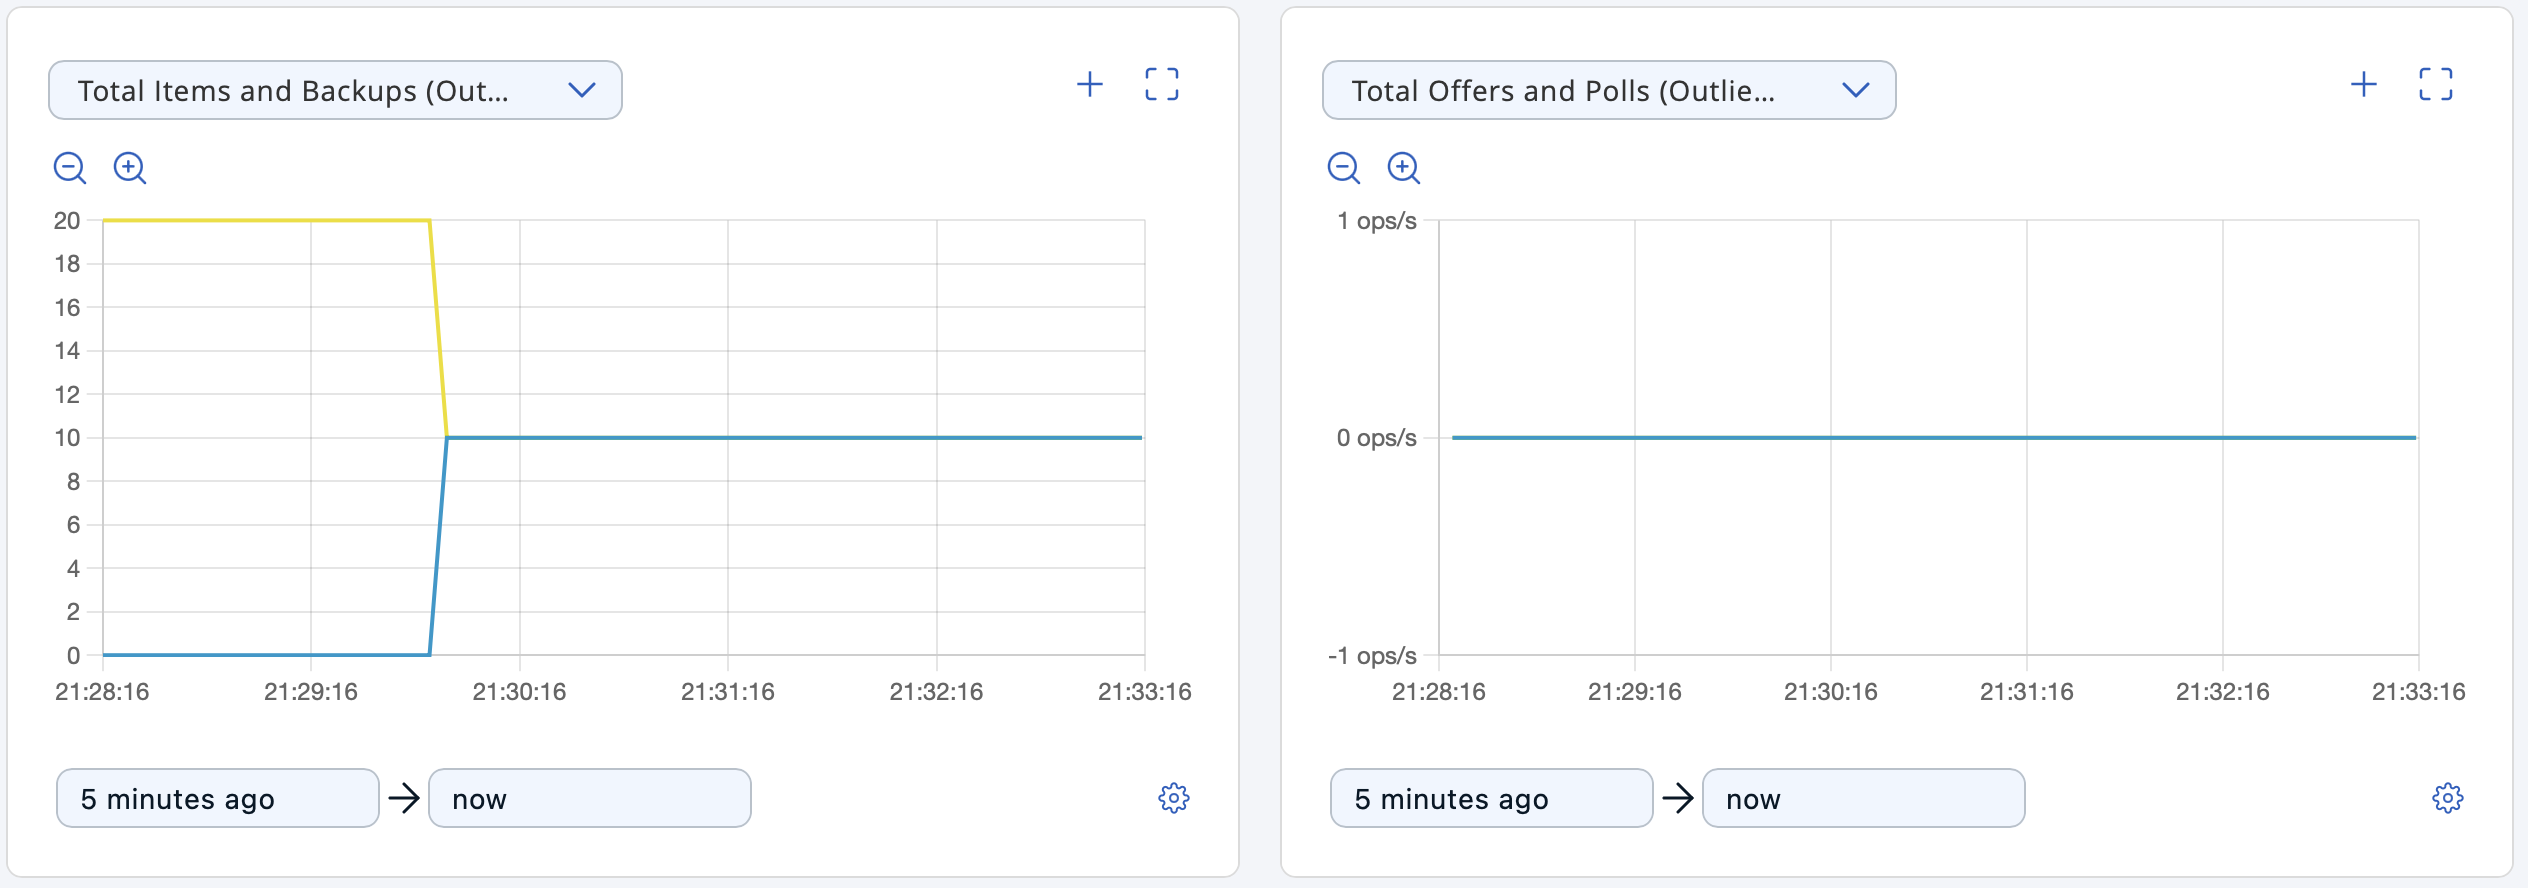 Total Items and Backups (Out...
20
18
16
14
12
10
8
6
4
2
0
21:28:16 21:29:16 21:30:16 21:31:16 21:32:16 21:33:16
5 minutes ago → now
Total Offers and Polls (Outlie...
1 ops/s
0 ops/s
-1 ops/s
21:28:16 21:29:16 21:30:16 21:31:16 21:32:16 21:33:16
5 minutes ago → now